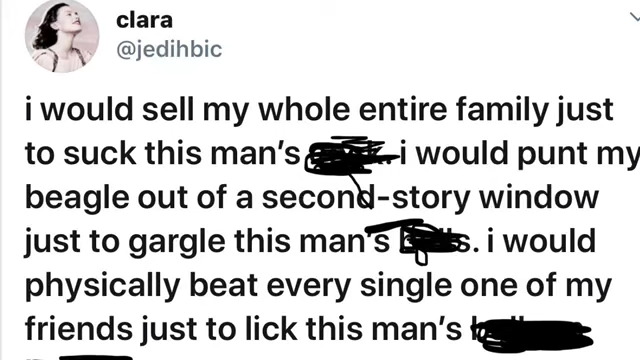 clara
@jedihbic
i would sell my whole entire family just
to suck this man's i would punt my
beagle out of a second-story window
just to gargle this man's i would
physically beat every single one of my
friends just to lick this man's